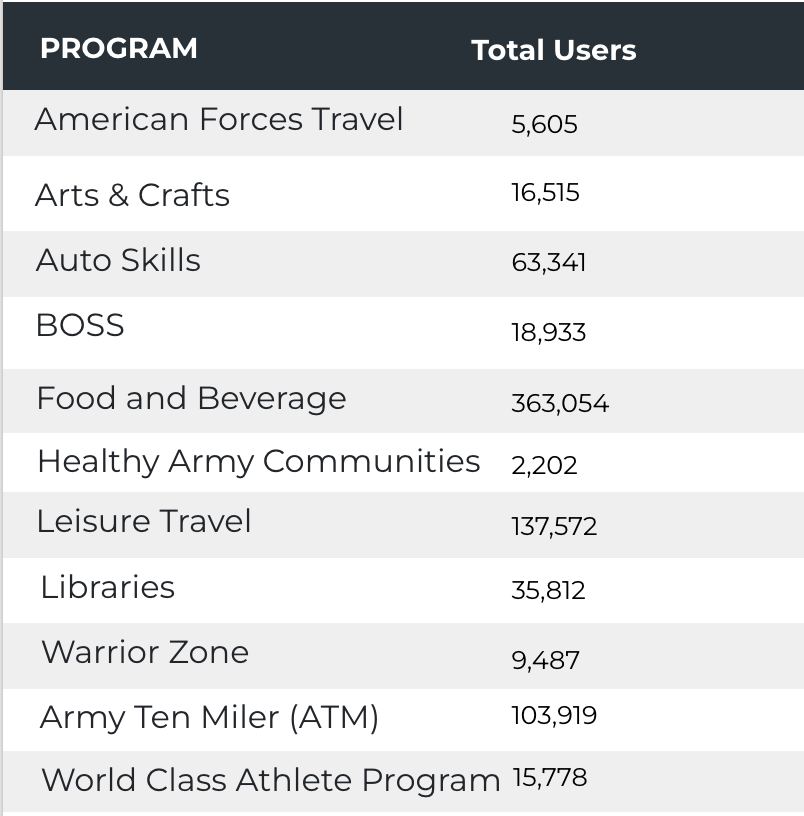 PROGRAM Total Users
American Forces Travel 5,605
Arts & Crafts 16,515
Auto Skills 63,341
BOSS 18,933
Food and Beverage 363,054
Healthy Army Communities 2,202
Leisure Travel 137,572
Libraries 35,812
Warrior Zone 9,487
Army Ten Miler (ATM) 103,919
World Class Athlete Program 15,778